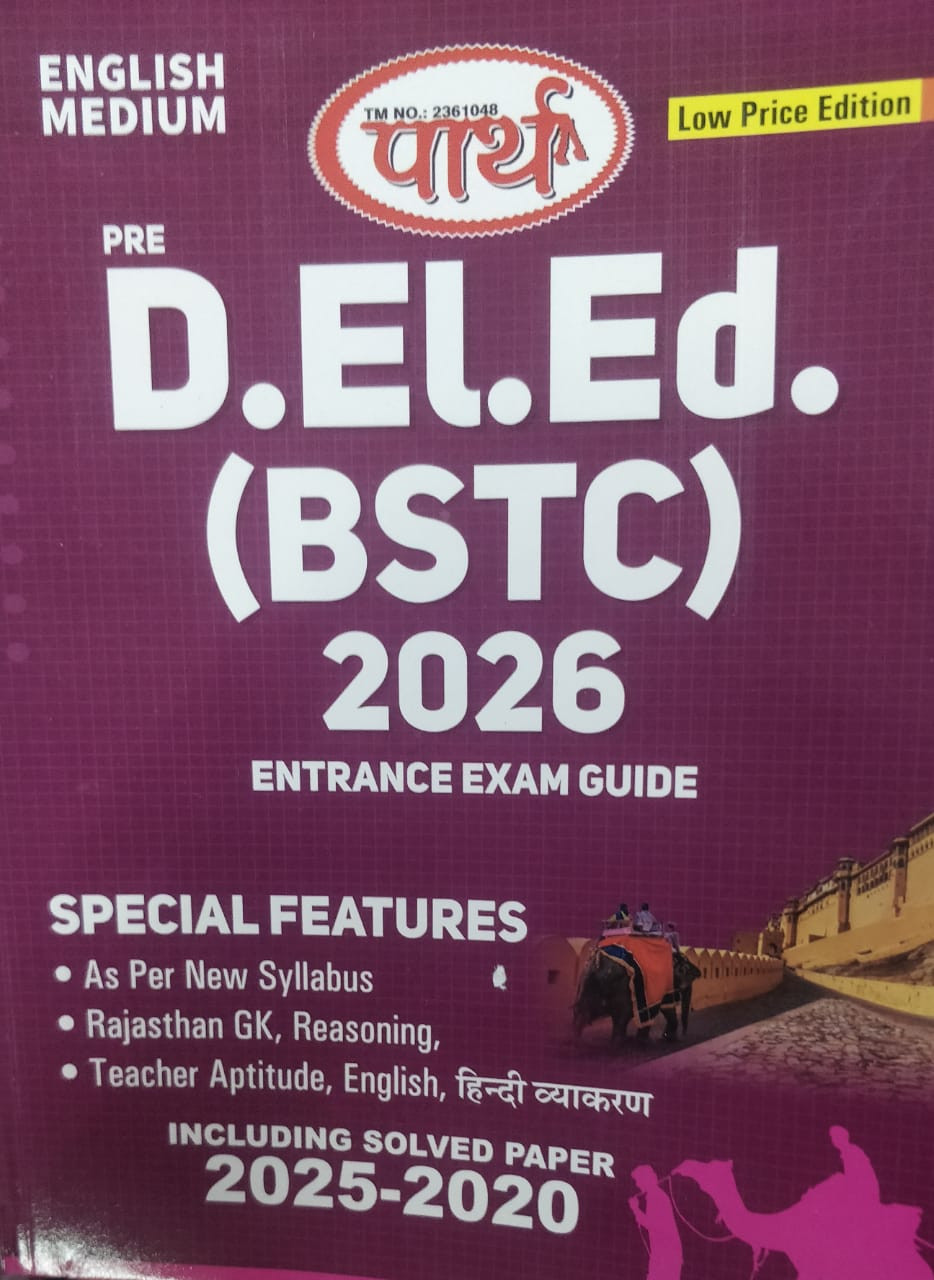 ENGLISH
MEDIUM
TM NO.: 2361048
पार्थ
Low Price Edition
PRE
D.El.Ed.
(BSTC)
2026
ENTRANCE EXAM GUIDE
SPECIAL FEATURES
• As Per New Syllabus
• Rajasthan GK, Reasoning,
• Teacher Aptitude, English, हिन्दी व्याकरण
INCLUDING SOLVED PAPER
2025-2020